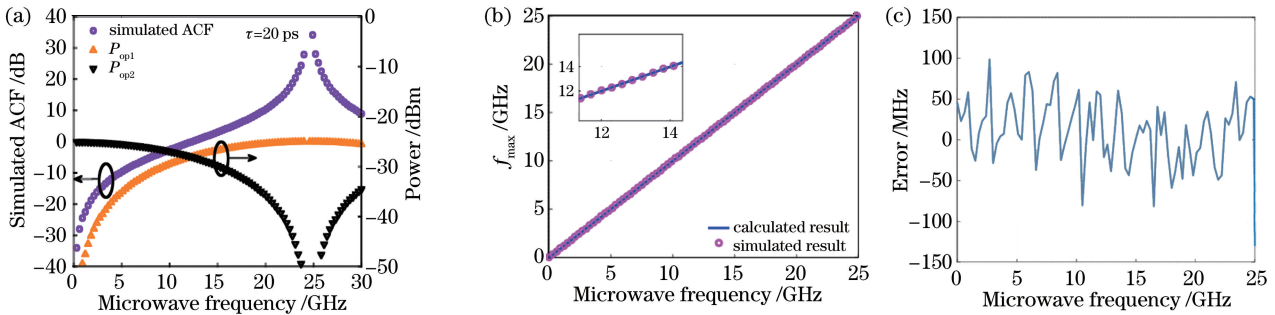 (a)
simulated ACF
P_op1
P_op2
τ=20 ps
Simulated ACF /dB
40
30
20
10
0
−10
−20
−30
−40
0
−10
−20
−30
−40
−50
Power /dBm
0 5 10 15 20 25 30
Microwave frequency /GHz
(b)
f_max /GHz
25
20
15
10
5
0
14
12
12 14
calculated result
simulated result
0 5 10 15 20 25
Microwave frequency /GHz
(c)
Error /MHz
150
100
50
0
−50
−100
−150
0 5 10 15 20 25
Microwave frequency /GHz